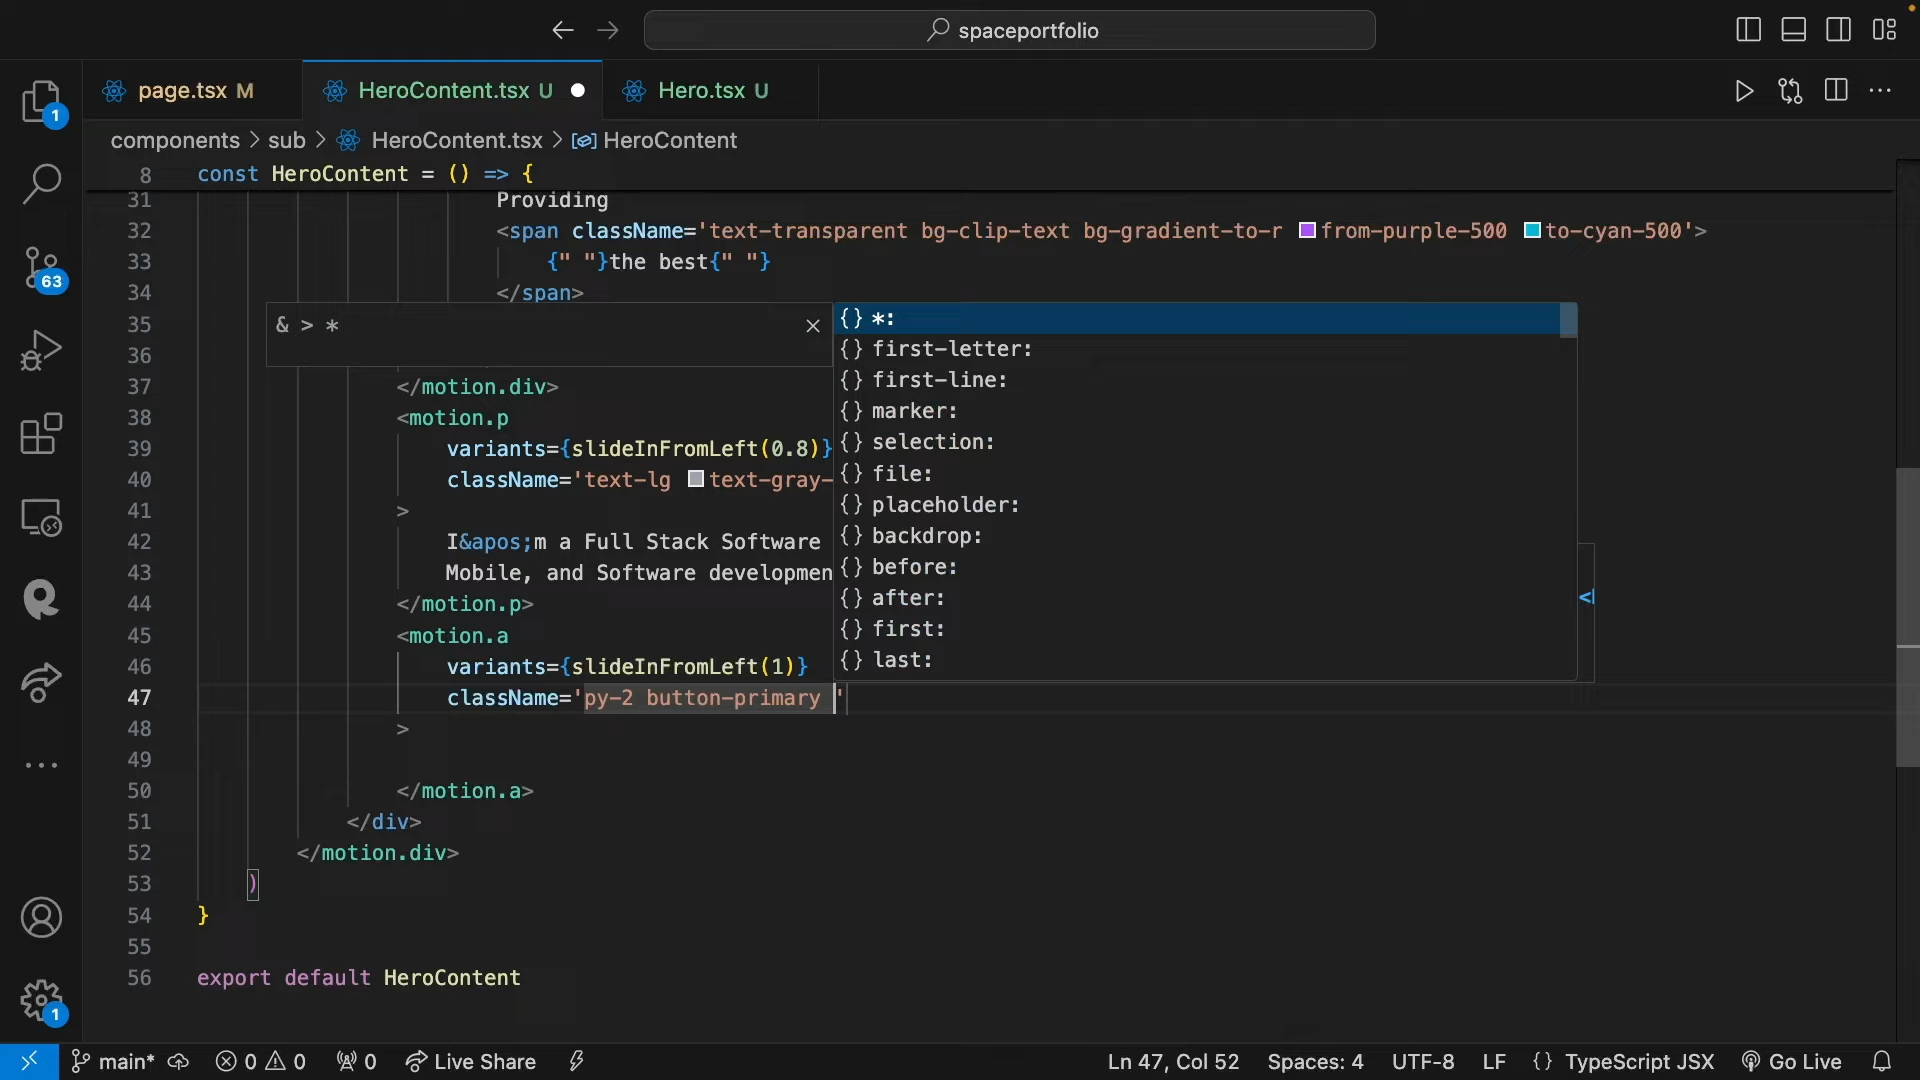 spaceportfolio
page.tsx M
HeroContent.tsx U
Hero.tsx U
components > sub > HeroContent.tsx > HeroContent
8 const HeroContent = () => {
31 Providing
32 <span className='text-transparent bg-clip-text bg-gradient-to-r from-purple-500 to-cyan-500'>
33 {" "}the best{" "}
34 </span>
35
36
37 </motion.div>
38 <motion.p
39 variants={slideInFromLeft(0.8)}
40 className='text-lg text-gray-
41 >
42 I&apos;m a Full Stack Software
43 Mobile, and Software developmen
44 </motion.p>
45 <motion.a
46 variants={slideInFromLeft(1)}
47 className='py-2 button-primary '
48 >
49
50 </motion.a>
51 </div>
52 </motion.div>
53 )
54 }
55
56 export default HeroContent
& > *
{} *:
{} first-letter:
{} first-line:
{} marker:
{} selection:
{} file:
{} placeholder:
{} backdrop:
{} before:
{} after:
{} first:
{} last:
1
63
1
main* 0 0 0 Live Share
Ln 47, Col 52 Spaces: 4 UTF-8 LF {} TypeScript JSX Go Live